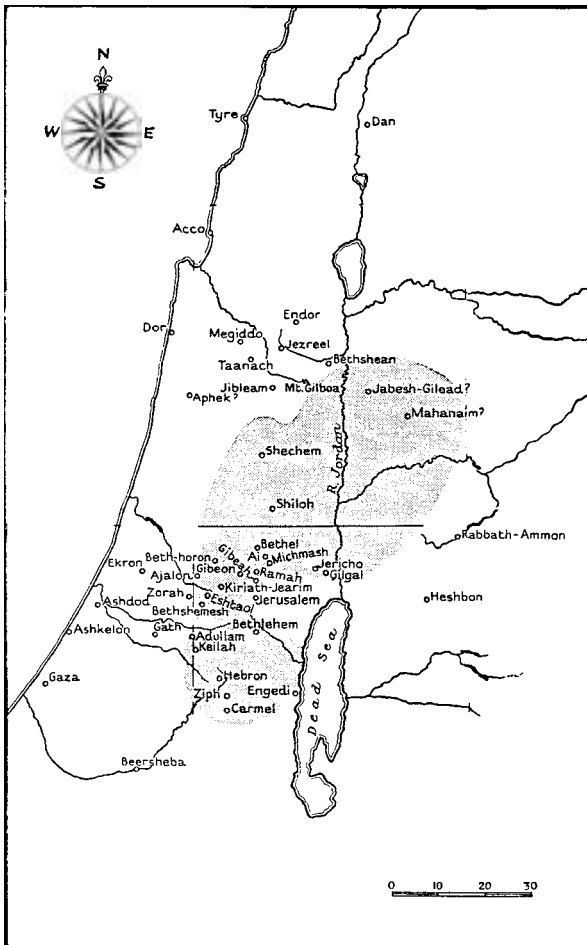 N
W E
S
Tyre
Dan
Acco
Endor
Dor
Megiddo
Jezreel
Taanach
Bethshean
Jibleam
Mt. Gilboa
Jabesh-Gilead?
Aphek?
Mahanaim?
Shechem
R. Jordan
Shiloh
Rabbath-Ammon
Bethel
Beth-horon
Gibeah
Ai
Michmash
Ekron
Gibeon
Ramah
Jericho
Ajalon
Gilgal
Kiriath-Jearim
Zorah
Eshtaol
Jerusalem
Heshbon
Ashdod
Bethshemesh
Bethlehem
Ashkelon
Gath
Adullam
Keilah
Dead Sea
Gaza
Hebron
Ziph
Engedi
Carmel
Beersheba
0 10 20 30